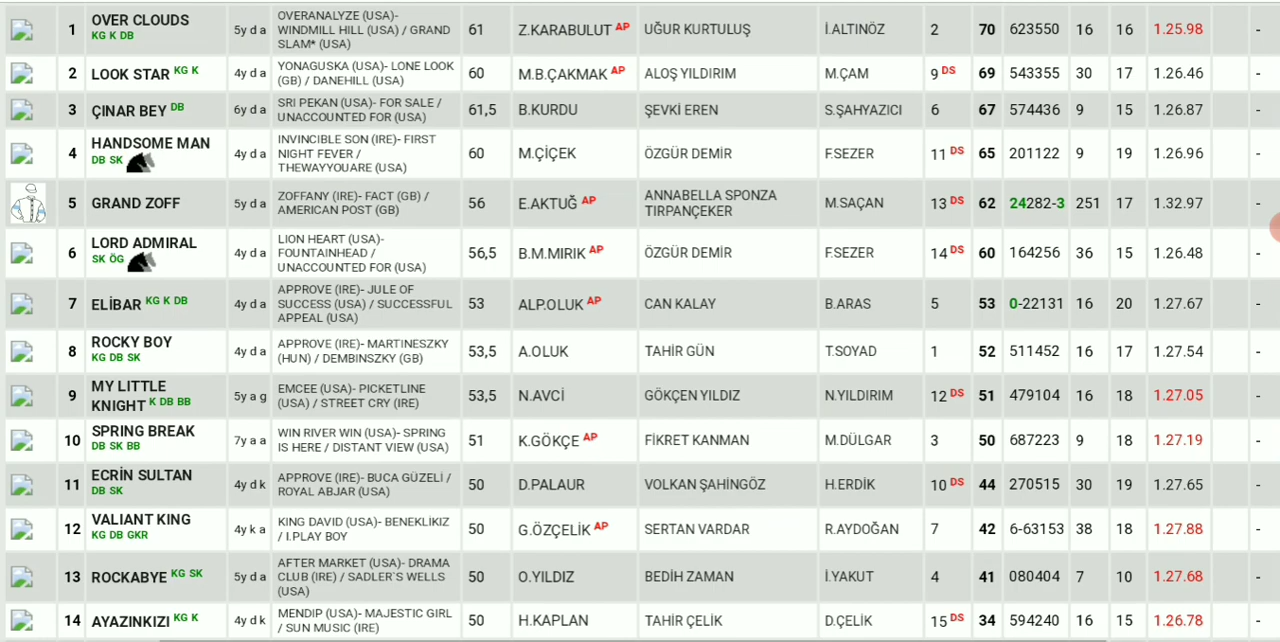 1 OVER CLOUDS KG K DB 5y d a OVERANALYZE (USA)- WINDMILL HILL (USA) / GRAND SLAM* (USA) 61 Z.KARABULUT AP UĞUR KURTULUŞ İ.ALTINÖZ 2 70 623550 16 16 1.25.98 -
2 LOOK STAR KG K 4y d a YONAGUSKA (USA)- LONE LOOK (GB) / DANEHILL (USA) 60 M.B.ÇAKMAK AP ALOŞ YILDIRIM M.ÇAM 9 DS 69 543355 30 17 1.26.46 -
3 ÇINAR BEY DB 6y d a SRI PEKAN (USA)- FOR SALE / UNACCOUNTED FOR (USA) 61,5 B.KURDU ŞEVKİ EREN S.ŞAHYAZICI 6 67 574436 9 15 1.26.87 -
4 HANDSOME MAN DB SK 4y d a INVINCIBLE SON (IRE)- FIRST NIGHT FEVER / THEWAYYOUARE (USA) 60 M.ÇİÇEK ÖZGÜR DEMİR F.SEZER 11 DS 65 201122 9 19 1.26.96 -
5 GRAND ZOFF 5y d a ZOFFANY (IRE)- FACT (GB) / AMERICAN POST (GB) 56 E.AKTUĞ AP ANNABELLA SPONZA TIRPANÇEKER M.SAÇAN 13 DS 62 24282-3 251 17 1.32.97 -
6 LORD ADMIRAL SK ÖG 4y d a LION HEART (USA)- FOUNTAINHEAD / UNACCOUNTED FOR (USA) 56,5 B.M.MIRIK AP ÖZGÜR DEMİR F.SEZER 14 DS 60 164256 36 15 1.26.48 -
7 ELİBAR KG K DB 4y d a APPROVE (IRE)- JULE OF SUCCESS (USA) / SUCCESSFUL APPEAL (USA) 53 ALP.OLUK AP CAN KALAY B.ARAS 5 53 0-22131 16 20 1.27.67 -
8 ROCKY BOY KG DB SK 4y d a APPROVE (IRE)- MARTINESZKY (HUN) / DEMBINSZKY (GB) 53,5 A.OLUK TAHİR GÜN T.SOYAD 1 52 511452 16 17 1.27.54 -
9 MY LITTLE KNIGHT K DB BB 5y a g EMCEE (USA)- PICKETLINE (USA) / STREET CRY (IRE) 53,5 N.AVCİ GÖKÇEN YILDIZ N.YILDIRIM 12 DS 51 479104 16 18 1.27.05 -
10 SPRING BREAK DB SK BB 7y a a WIN RIVER WIN (USA)- SPRING IS HERE / DISTANT VIEW (USA) 51 K.GÖKÇE AP FİKRET KANMAN M.DÜLGAR 3 50 687223 9 18 1.27.19 -
11 ECRİN SULTAN DB SK 4y d k APPROVE (IRE)- BUCA GÜZELİ / ROYAL ABJAR (USA) 50 D.PALAUR VOLKAN ŞAHİNGÖZ H.ERDİK 10 DS 44 270515 30 19 1.27.65 -
12 VALIANT KING KG DB GKR 4y k a KING DAVID (USA)- BENEKLİKIZ / I.PLAY BOY 50 G.ÖZÇELİK AP SERTAN VARDAR R.AYDOĞAN 7 42 6-63153 38 18 1.27.88 -
13 ROCKABYE KG SK 5y d a AFTER MARKET (USA)- DRAMA CLUB (IRE) / SADLER`S WELLS (USA) 50 O.YILDIZ BEDİH ZAMAN İ.YAKUT 4 41 080404 7 10 1.27.68 -
14 AYAZINKIZI KG K 4y d k MENDIP (USA)- MAJESTIC GIRL / SUN MUSIC (IRE) 50 H.KAPLAN TAHİR ÇELİK D.ÇELİK 15 DS 34 594240 16 15 1.26.78 -